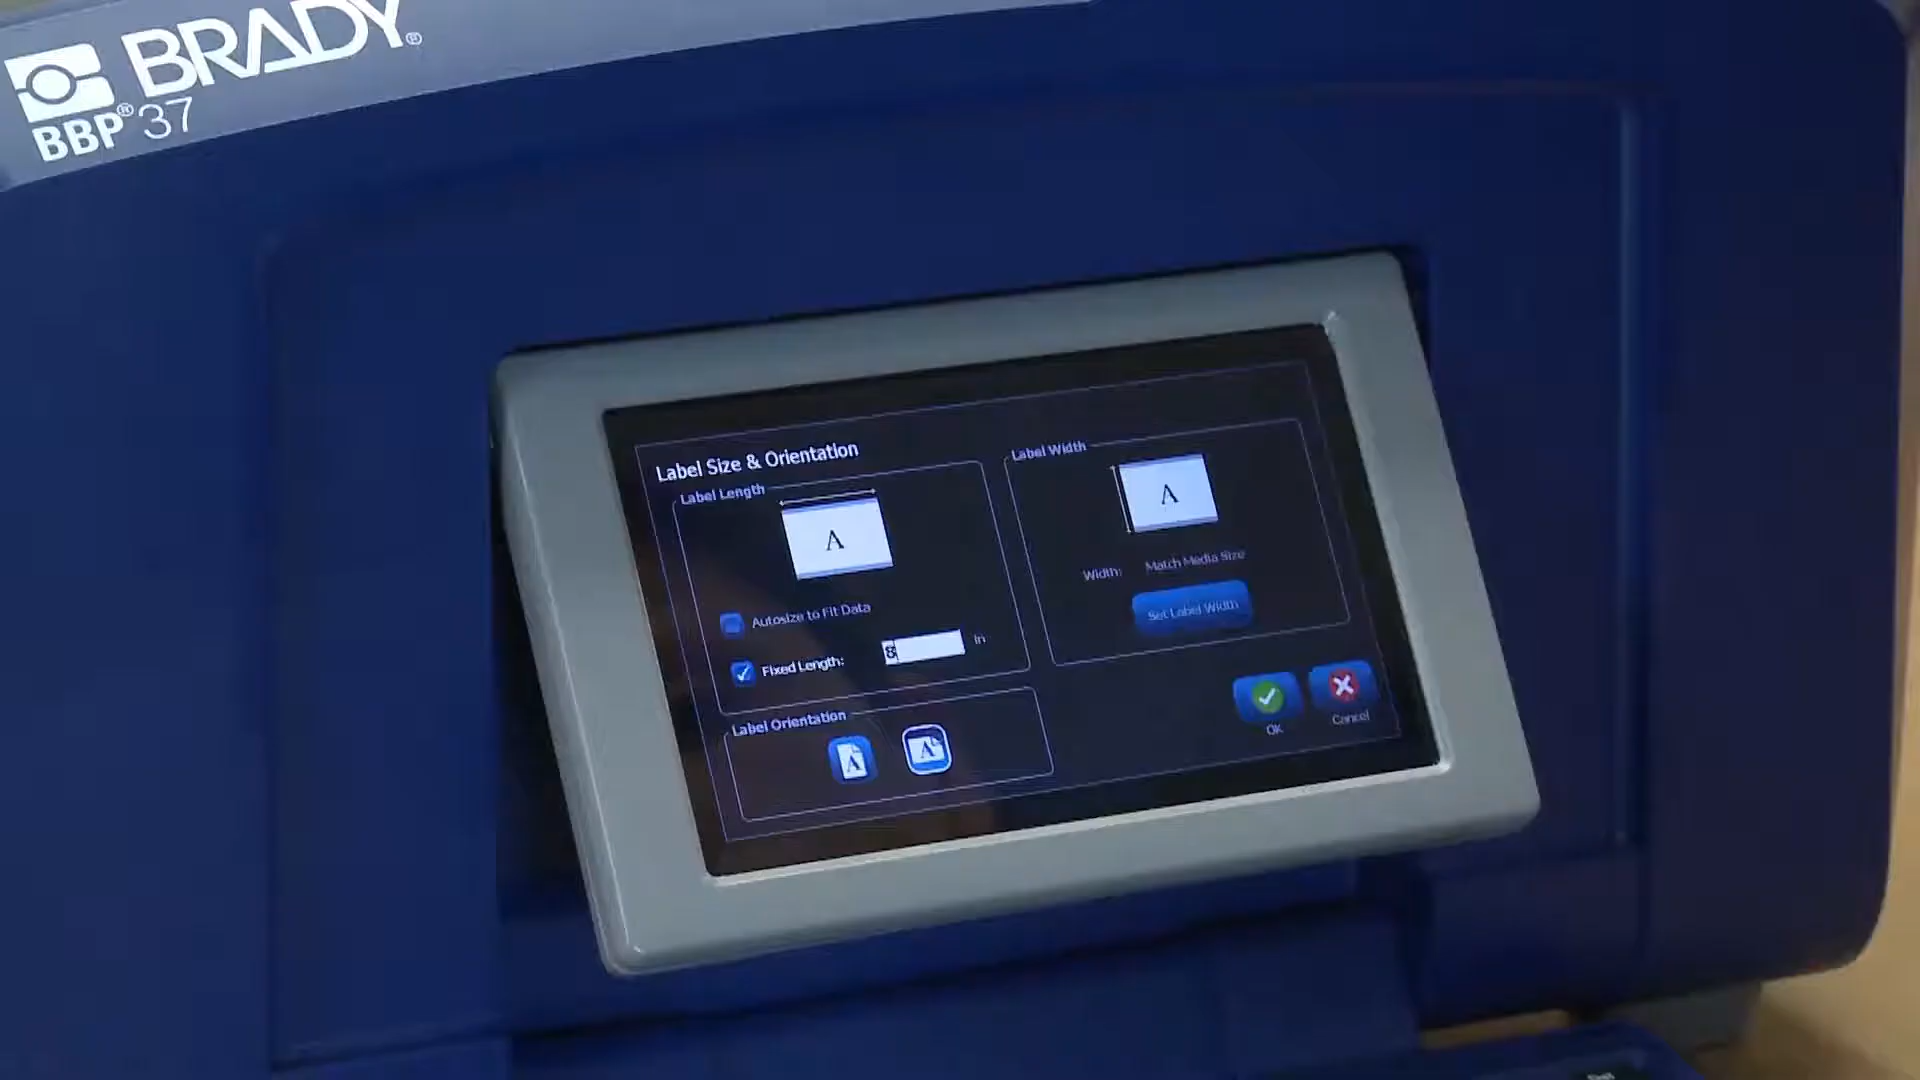 BRADY®
BBP® 37
Label Size & Orientation
Label Length
A
Autosize to Fit Data
Fixed Length: 8 in
Label Orientation
A
A
Label Width
A
Width: Match Media Size
Set Label Width
OK
Cancel